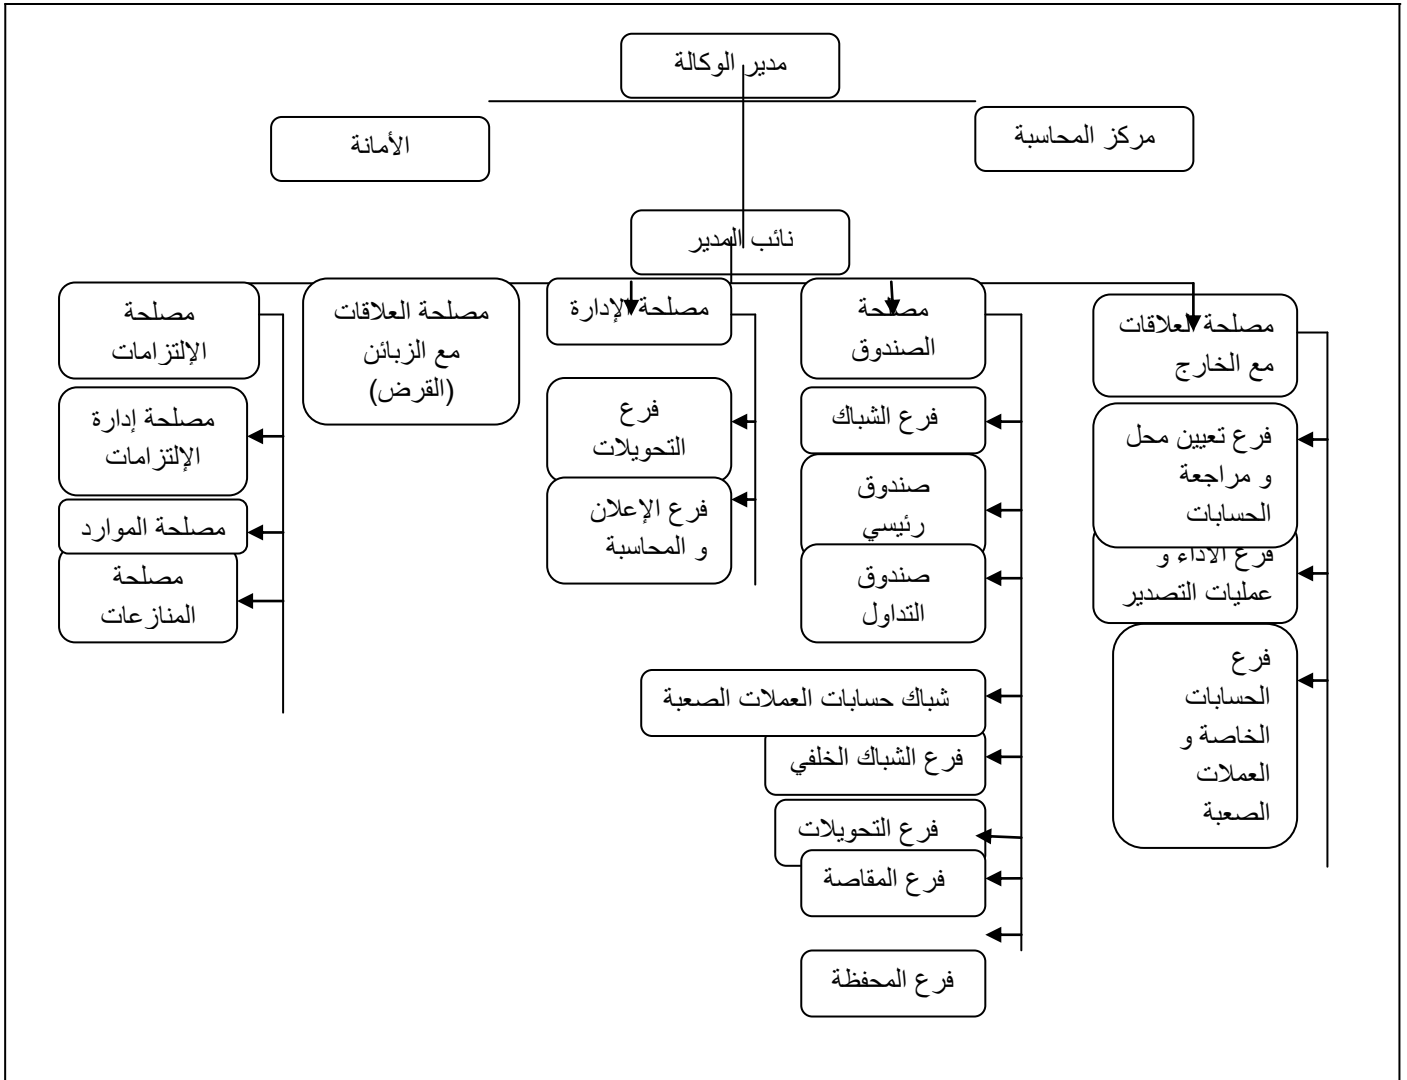 مدير الوكالة
مركز المحاسبة
الأمانة
نائب المدير
مصلحة العلاقات
مع الخارج
فرع تعيين محل
و مراجعة
الحسابات
فرع الأداء و
عمليات التصدير
فرع
الحسابات
الخاصة و
العملات
الصعبة
مصلحة
الصندوق
فرع الشباك
صندوق
رئيسي
صندوق
التداول
شباك حسابات العملات الصعبة
فرع الشباك الخلفي
فرع التحويلات
فرع المقاصة
فرع المحفظة
مصلحة الإدارة
فرع
التحويلات
فرع الإعلان
و المحاسبة
مصلحة العلاقات
مع الزبائن
(القرض)
مصلحة
الإلتزامات
مصلحة إدارة
الإلتزامات
مصلحة الموارد
مصلحة
المنازعات